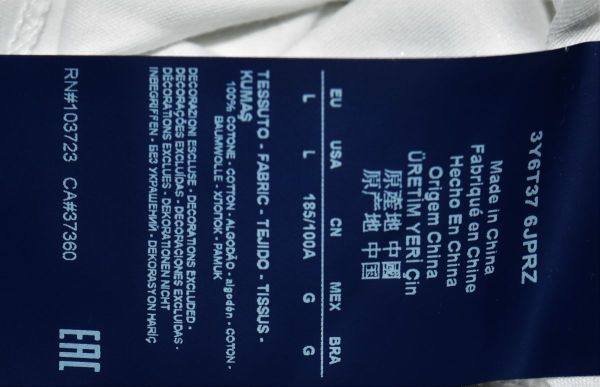 3Y6T37 6JPRZ
Made in China
Fabriqué en Chine
Hecho En China
Origem China
ÜRETİM YERİ Çin
原產地 中國
原产地 中国
EU USA CN MEX BRA
L L 185/100A G G
TESSUTO - FABRIC - TEJIDO - TISSUS -
KUMAŞ
100% COTONE - COTTON - ALGODÃO - algodón - COTON -
BAUMWOLLE - ХЛОПОК - PAMUK
DECORAZIONI ESCLUSE - DECORATIONS EXCLUDED -
DECORAÇÕES EXCLUÍDAS - DECORACIONES EXCLUIDAS -
DÉCORATIONS EXCLUES - DEKORATIONEN NICHT
INBEGRIFFEN - БЕЗ УКРАШЕНИЙ - DEKORASYON HARİÇ
RN#103723 CA#37360
EAC